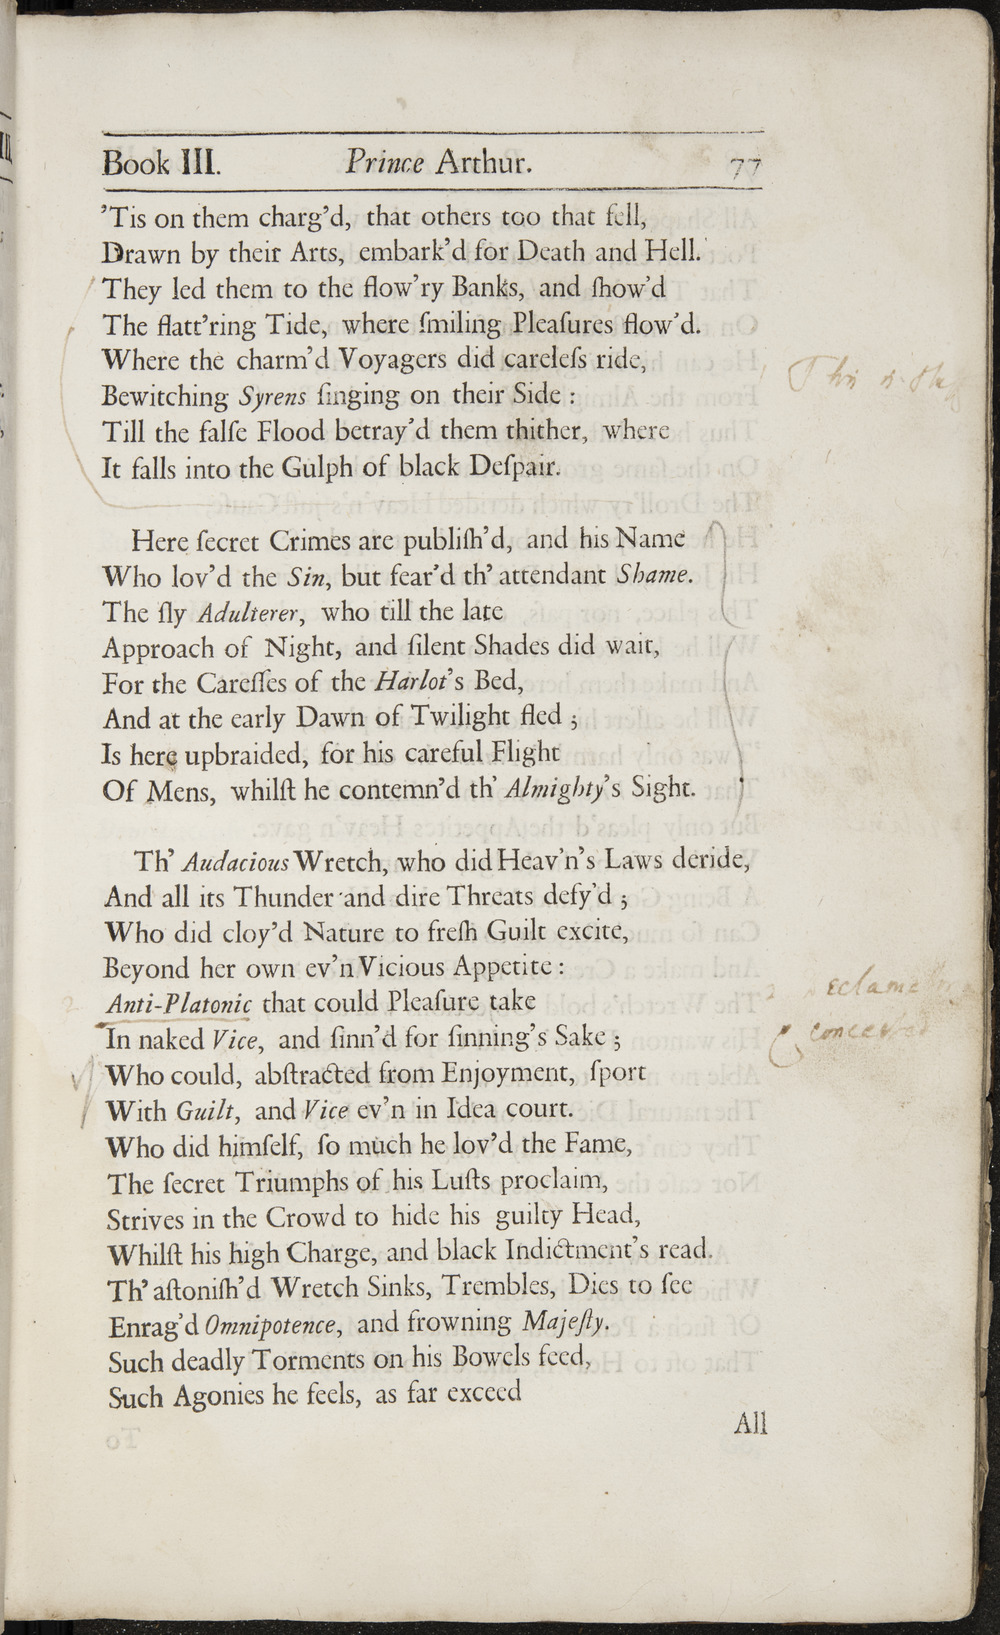 Book III. Prince Arthur. 77
’Tis on them charg’d, that others too that fell,
Drawn by their Arts, embark’d for Death and Hell.
They led them to the flow’ry Banks, and ſhow’d
The flatt’ring Tide, where ſmiling Pleaſures flow’d.
Where the charm’d Voyagers did careleſs ride,
This is
Bewitching Syrens ſinging on their Side :
Till the falſe Flood betray’d them thither, where
It falls into the Gulph of black Deſpair.
Here ſecret Crimes are publiſh’d, and his Name
Who lov’d the Sin, but fear’d th’ attendant Shame.
The ſly Adulterer, who till the late
Approach of Night, and ſilent Shades did wait,
For the Careſſes of the Harlot’s Bed,
And at the early Dawn of Twilight fled ;
Is here upbraided, for his careful Flight
Of Mens, whilſt he contemn’d th’ Almighty’s Sight.
Th’ Audacious Wretch, who did Heav’n’s Laws deride,
And all its Thunder and dire Threats defy’d ;
Who did cloy’d Nature to freſh Guilt excite,
Beyond her own ev’n Vicious Appetite :
Anti-Platonic that could Pleaſure take
In naked Vice, and ſinn’d for ſinning’s Sake ;
Who could, abſtracted from Enjoyment, ſport
With Guilt, and Vice ev’n in Idea court.
Who did himſelf, ſo much he lov’d the Fame,
The ſecret Triumphs of his Luſts proclaim,
Strives in the Crowd to hide his guilty Head,
Whilſt his high Charge, and black Indictment’s read.
Th’ aſtoniſh’d Wretch Sinks, Trembles, Dies to ſee
Enrag’d Omnipotence, and frowning Majeſty.
Such deadly Torments on his Bowels feed,
Such Agonies he feels, as far exceed
All